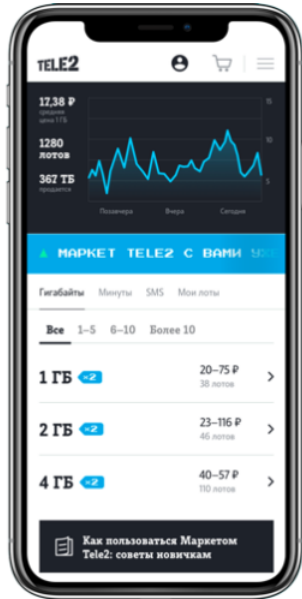 TELE2
17,38 ₽
средняя
цена 1 ГБ
1280
лотов
367 ТБ
продается
15
10
5
Позавчера Вчера Сегодня
МАРКЕТ TELE2 С ВАМИ
Гигабайты Минуты SMS Мои лоты
Все 1–5 6–10 Более 10
1 ГБ ×2 20–75 ₽
38 лотов
2 ГБ ×2 23–116 ₽
46 лотов
4 ГБ ×2 40–57 ₽
110 лотов
Как пользоваться Маркетом
Tele2: советы новичкам